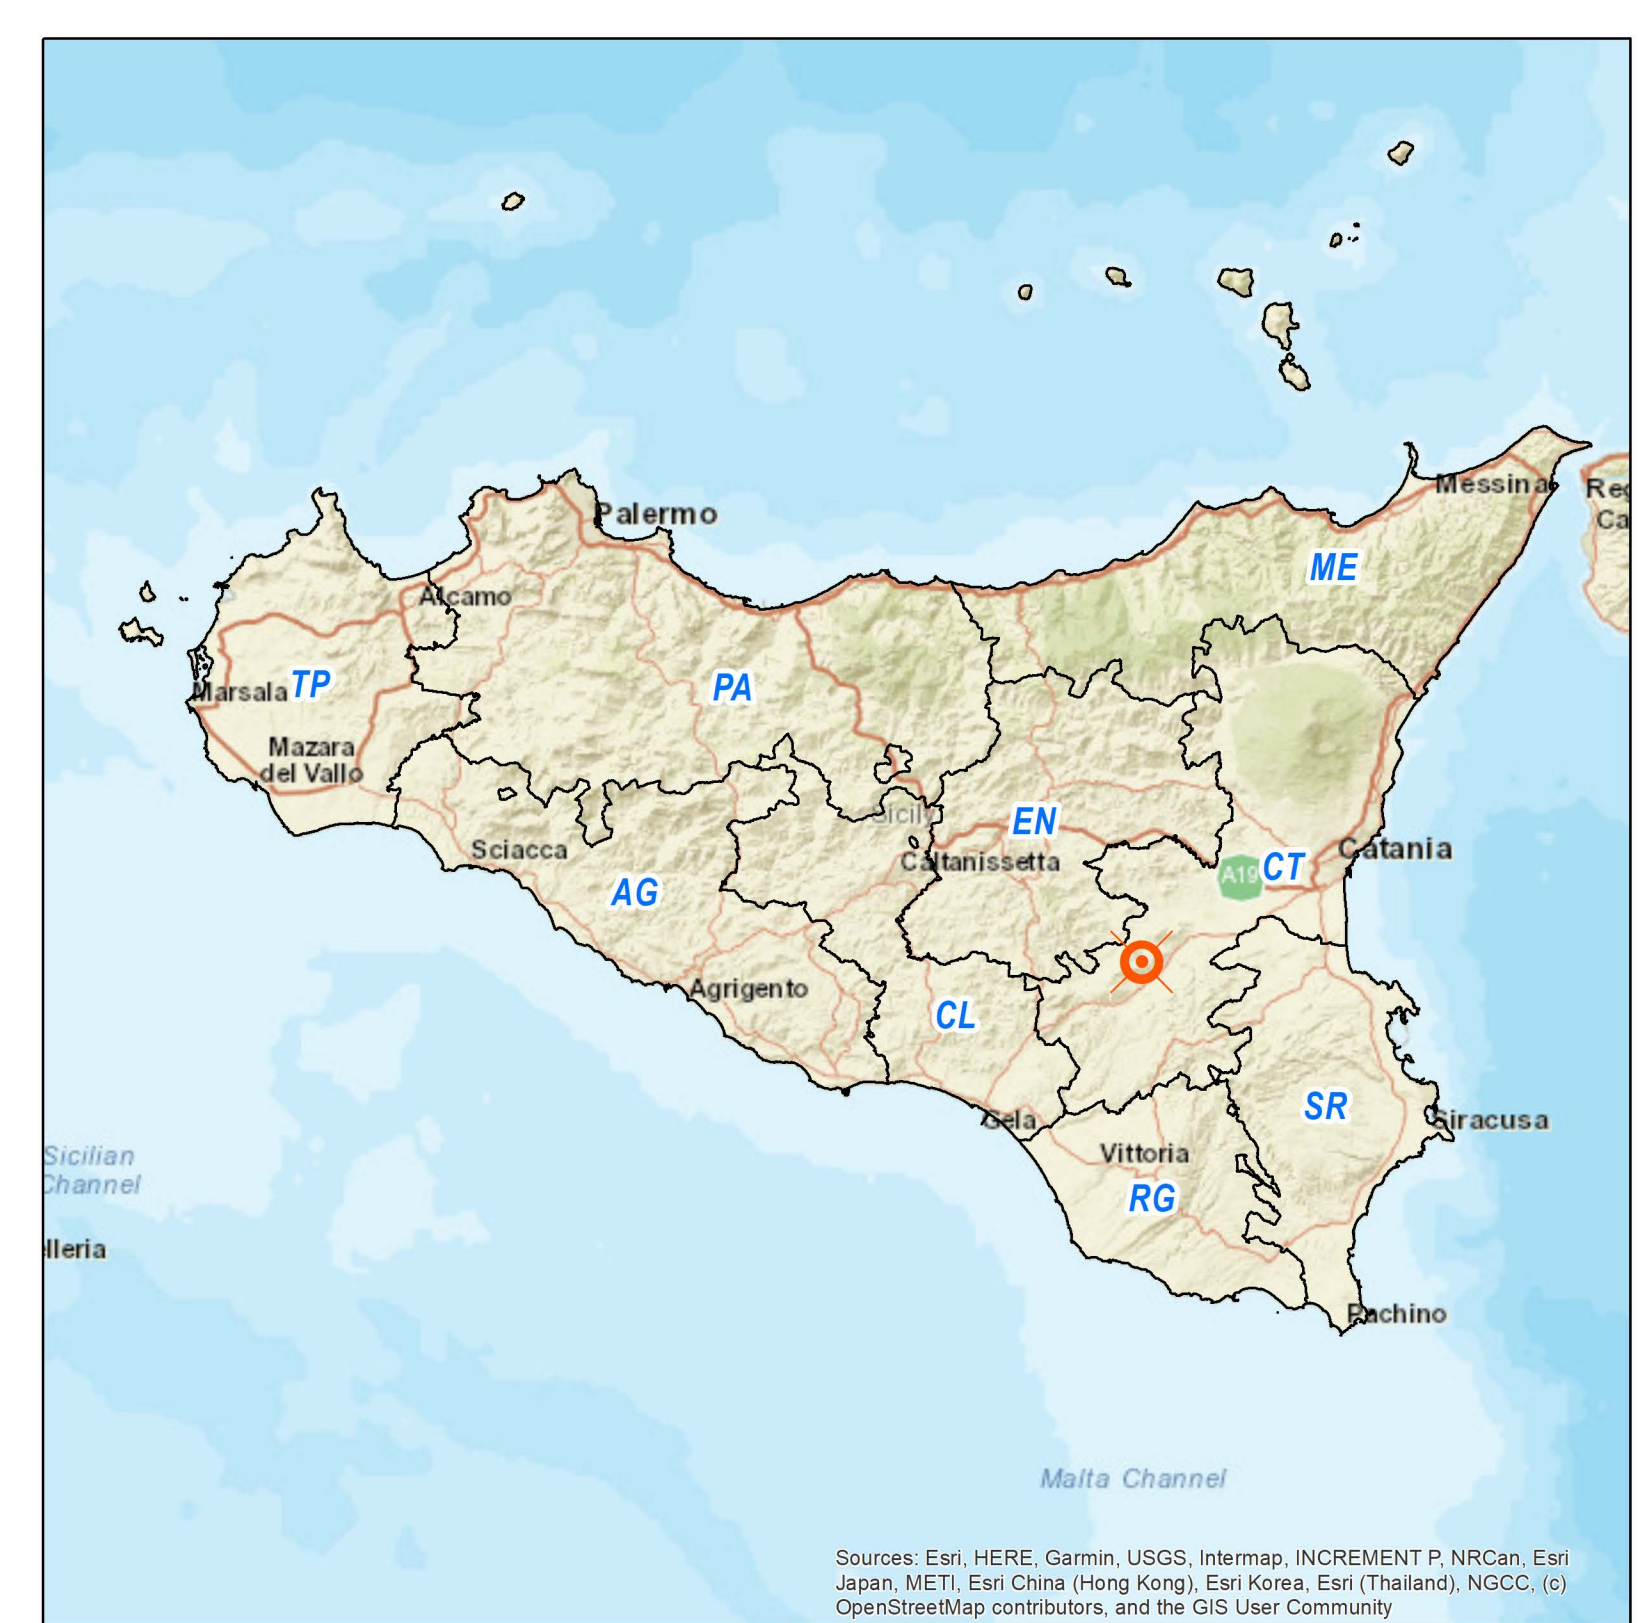 Palermo
Messina
Reg
Ca
ME
Alcamo
TP
PA
Marsala
Mazara
del Vallo
Sicily
EN
Sciacca
Caltanissetta
Catania
A19
CT
AG
Agrigento
CL
SR
Gela
Siracusa
Vittoria
Sicilian
Channel
RG
elleria
Pachino
Malta Channel
Sources: Esri, HERE, Garmin, USGS, Intermap, INCREMENT P, NRCan, Esri
Japan, METI, Esri China (Hong Kong), Esri Korea, Esri (Thailand), NGCC, (c)
OpenStreetMap contributors, and the GIS User Community